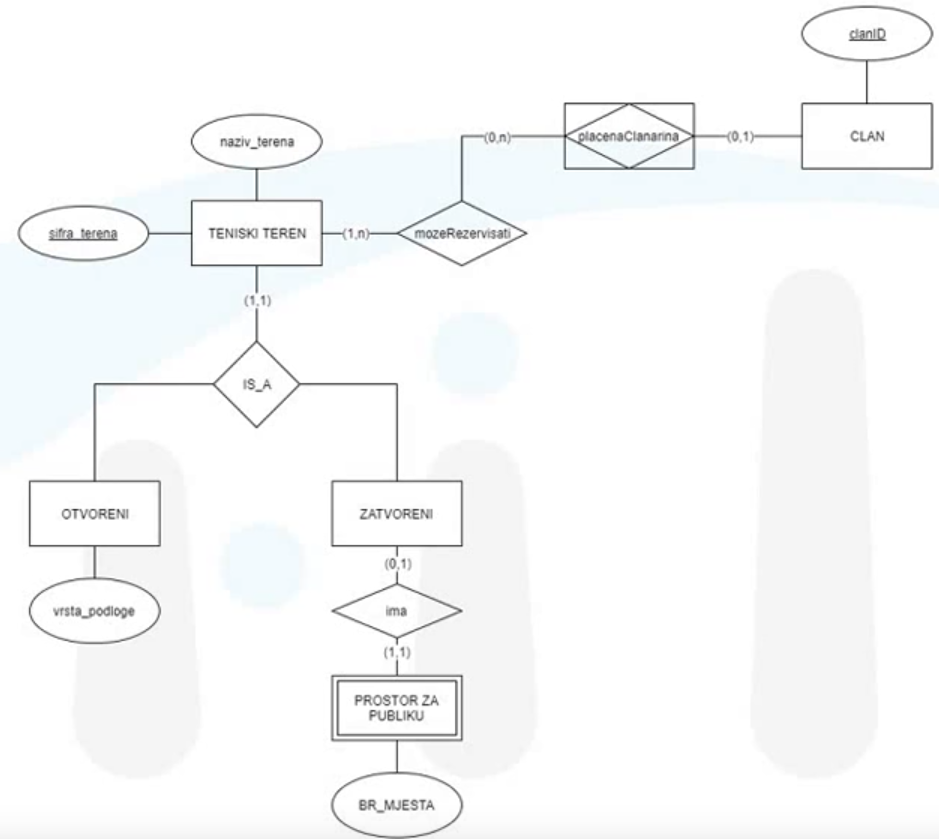 clanID
naziv_terena
(0,n)
placenaClanarina
(0,1)
CLAN
sifra_terena
TENISKI TEREN
(1,n)
mozeRezervisati
(1,1)
IS_A
OTVORENI
ZATVORENI
(0,1)
vrsta_podloge
ima
(1,1)
PROSTOR ZA
PUBLIKU
BR_MJESTA